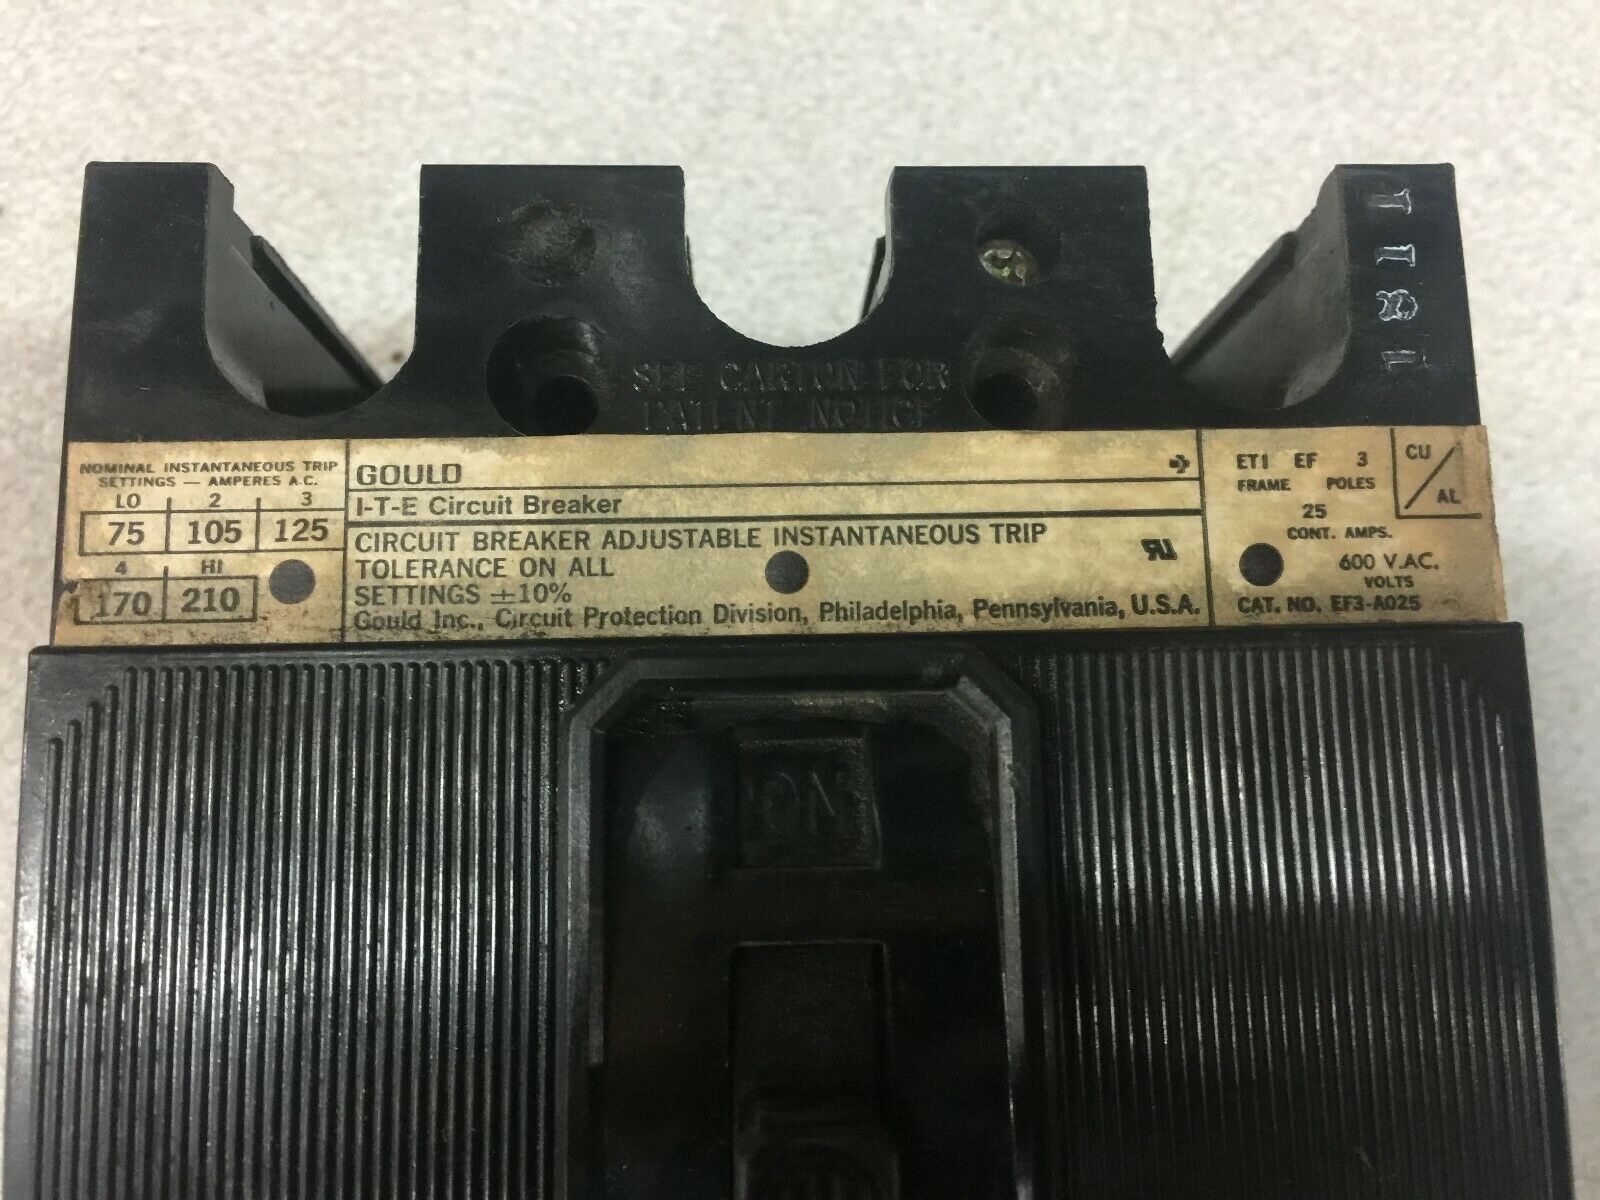 1811
SEE CARTON FOR
PATENT NOTICE
NOMINAL INSTANTANEOUS TRIP
SETTINGS — AMPERES A.C.
LO 2 3
75 105 125
4 HI
170 210
GOULD
I-T-E Circuit Breaker
CIRCUIT BREAKER ADJUSTABLE INSTANTANEOUS TRIP
TOLERANCE ON ALL
SETTINGS ±10%
Gould Inc., Circuit Protection Division, Philadelphia, Pennsylvania, U.S.A.
RU
ETI EF 3
FRAME POLES
25
CONT. AMPS.
600 V.AC.
VOLTS
CAT. NO. EF3-A025
CU/AL
ON